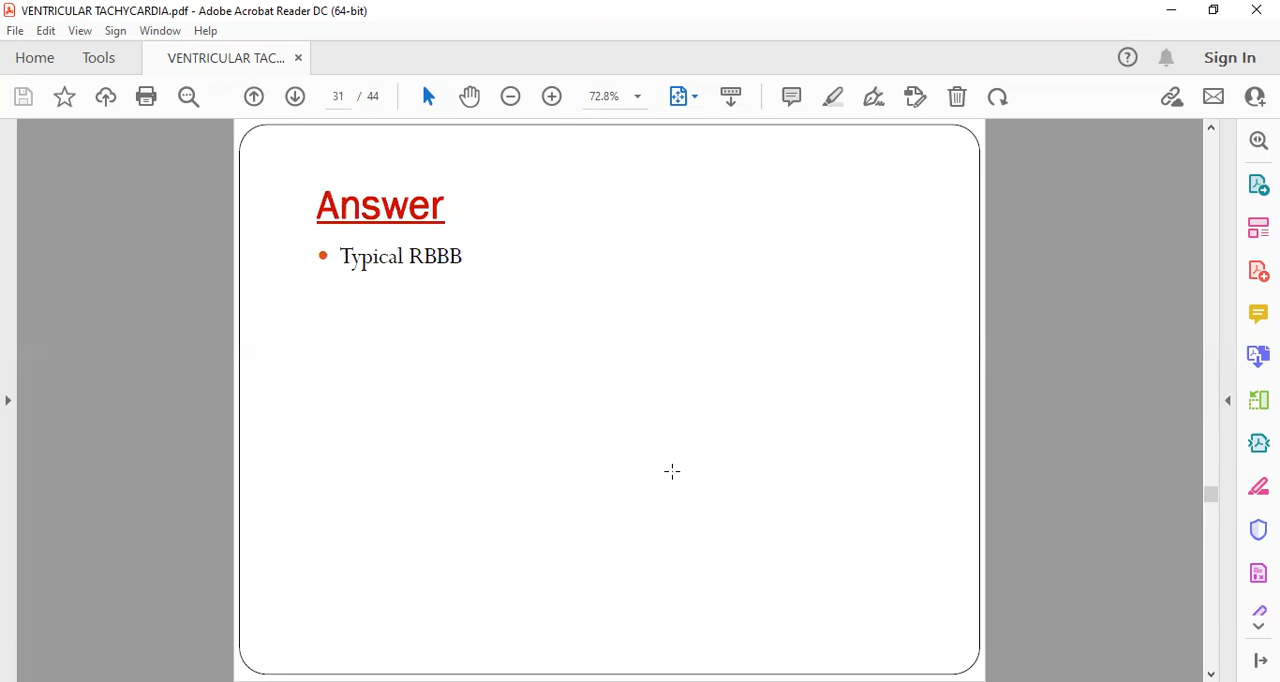 VENTRICULAR TACHYCARDIA.pdf - Adobe Acrobat Reader DC (64-bit)
File Edit View Sign Window Help
Home Tools VENTRICULAR TAC... × Sign In
31 / 44 72.8%
Answer
• Typical RBBB